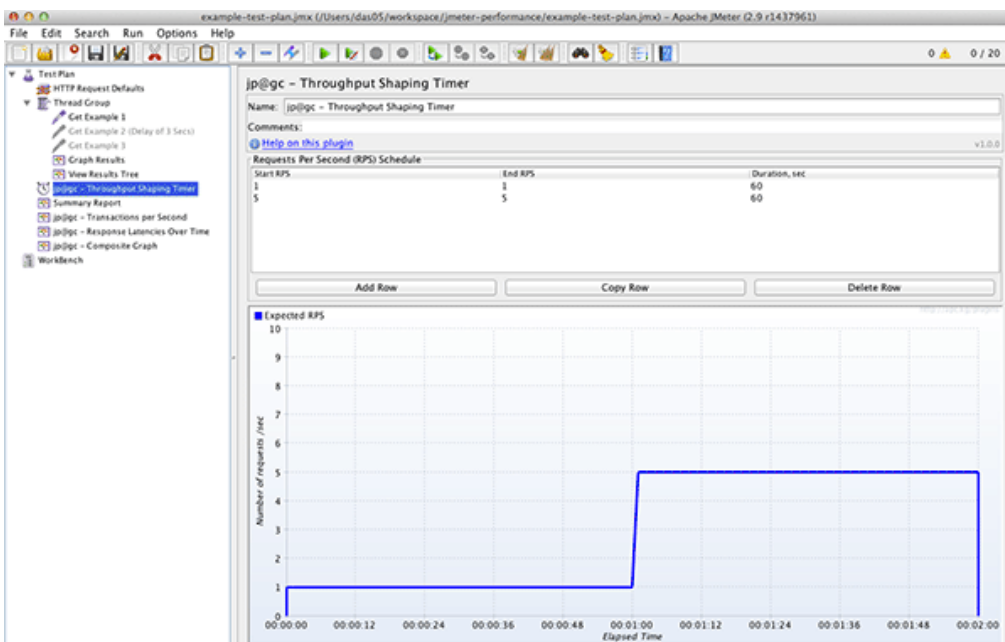 example-test-plan.jmx (/Users/das05/workspace/jmeter-performance/example-test-plan.jmx) - Apache JMeter (2.9 r1437961)
File Edit Search Run Options Help
0 0 / 20
Test Plan
HTTP Request Defaults
Thread Group
Get Example 1
Get Example 2 (Delay of 3 Secs)
Get Example 3
Graph Results
View Results Tree
jp@gc - Throughput Shaping Timer
Summary Report
jp@gc - Transactions per Second
jp@gc - Response Latencies Over Time
jp@gc - Composite Graph
WorkBench
jp@gc - Throughput Shaping Timer
Name: jp@gc - Throughput Shaping Timer
Comments:
Help on this plugin v1.0.0
Requests Per Second (RPS) Schedule
Start RPS End RPS Duration, sec
1 1 60
5 5 60
Add Row Copy Row Delete Row
Expected RPS
10
9
8
7
6
5
4
3
2
1
0
Number of requests /sec
00:00:00 00:00:12 00:00:24 00:00:36 00:00:48 00:01:00 00:01:12 00:01:24 00:01:36 00:01:48 00:02:00
Elapsed Time